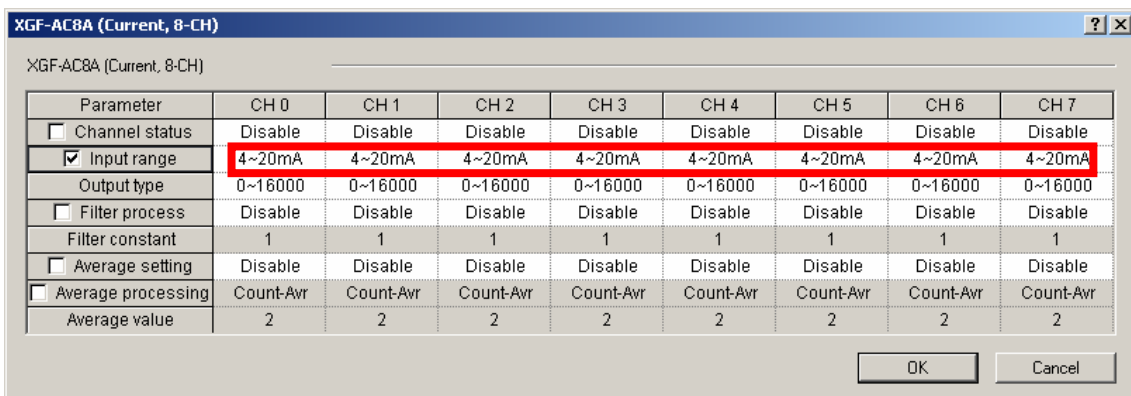 XGF-AC8A (Current, 8-CH)
XGF-AC8A (Current, 8-CH)
Parameter CH 0 CH 1 CH 2 CH 3 CH 4 CH 5 CH 6 CH 7
Channel status Disable Disable Disable Disable Disable Disable Disable Disable
Input range 4~20mA 4~20mA 4~20mA 4~20mA 4~20mA 4~20mA 4~20mA 4~20mA
Output type 0~16000 0~16000 0~16000 0~16000 0~16000 0~16000 0~16000 0~16000
Filter process Disable Disable Disable Disable Disable Disable Disable Disable
Filter constant 1 1 1 1 1 1 1 1
Average setting Disable Disable Disable Disable Disable Disable Disable Disable
Average processing Count-Avr Count-Avr Count-Avr Count-Avr Count-Avr Count-Avr Count-Avr Count-Avr
Average value 2 2 2 2 2 2 2 2
OK Cancel